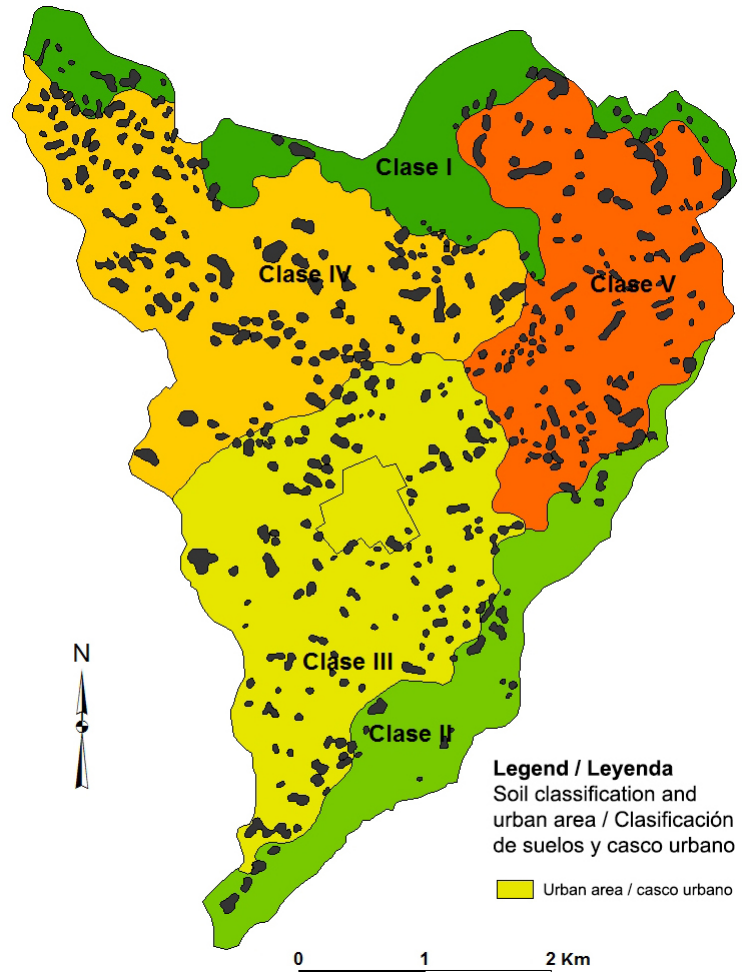 Clase I
Clase IV
Clase V
N
Clase III
Clase II
Legend / Leyenda
Soil classification and
urban area / Clasificación
de suelos y casco urbano
Urban area / casco urbano
0 1 2 Km